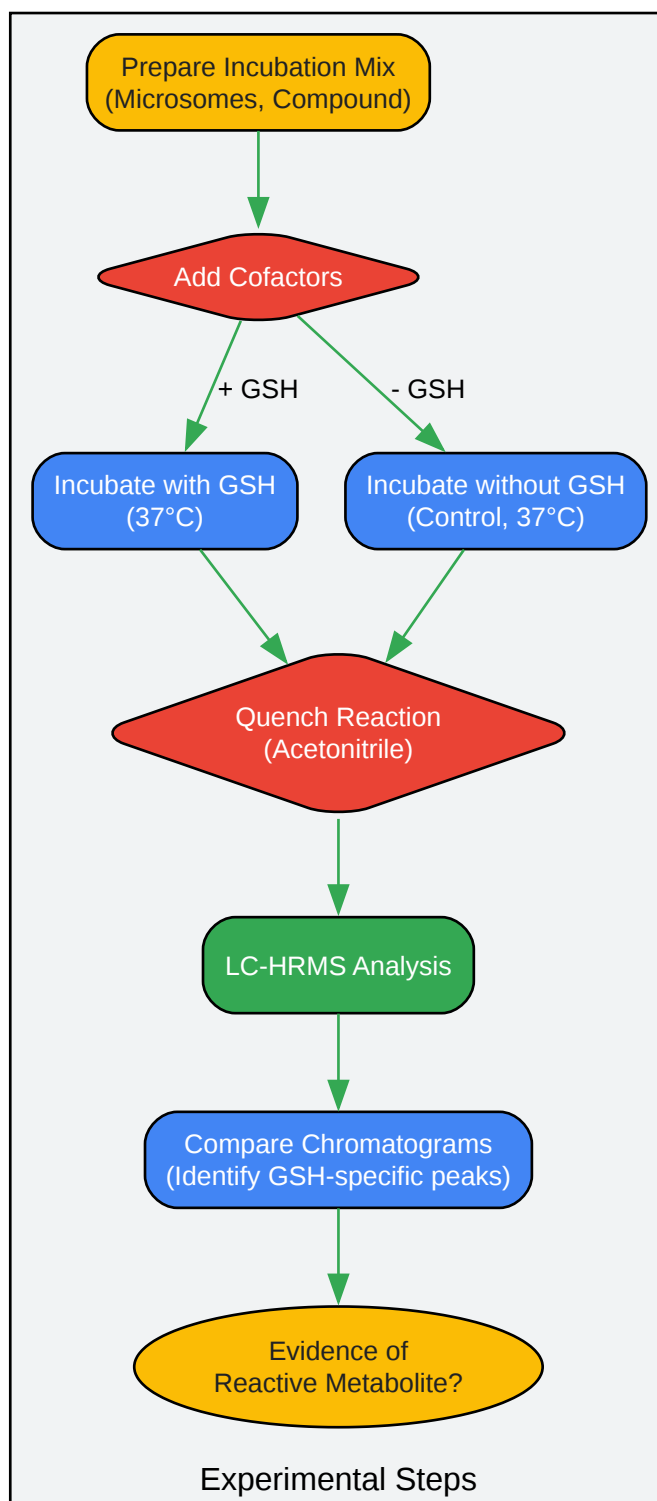 Prepare Incubation Mix
(Microsomes, Compound)
Add Cofactors
+ GSH
- GSH
Incubate with GSH
(37°C)
Incubate without GSH
(Control, 37°C)
Quench Reaction
(Acetonitrile)
LC-HRMS Analysis
Compare Chromatograms
(Identify GSH-specific peaks)
Evidence of
Reactive Metabolite?
Experimental Steps